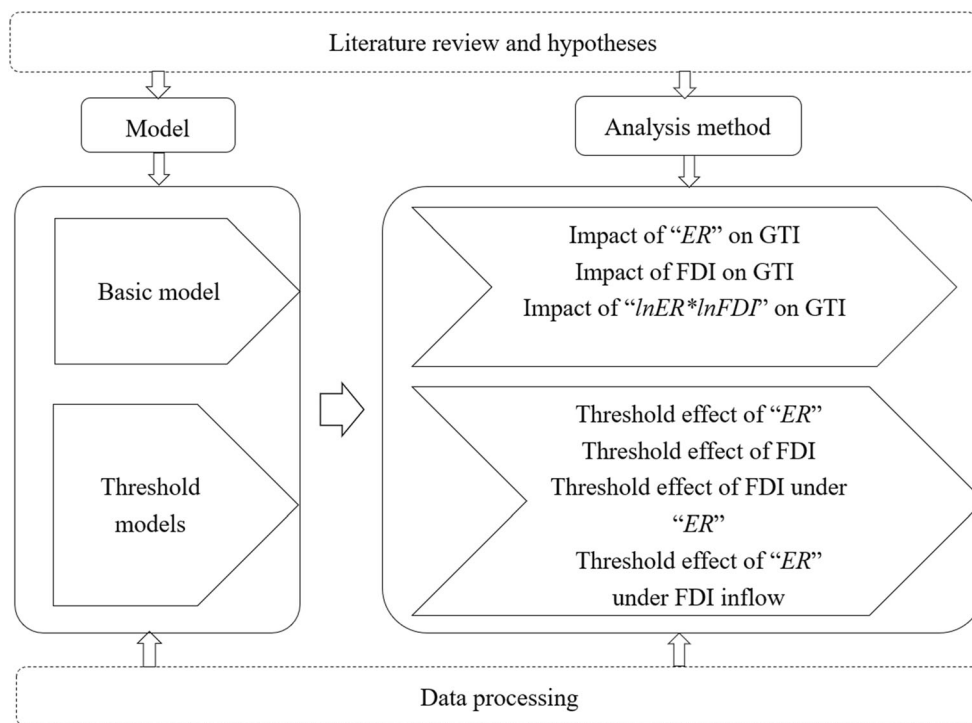 Literature review and hypotheses
Model
Analysis method
Basic model
Impact of “ER” on GTI
Impact of FDI on GTI
Impact of “lnER*lnFDI” on GTI
Threshold
models
Threshold effect of “ER”
Threshold effect of FDI
Threshold effect of FDI under
“ER”
Threshold effect of “ER”
under FDI inflow
Data processing